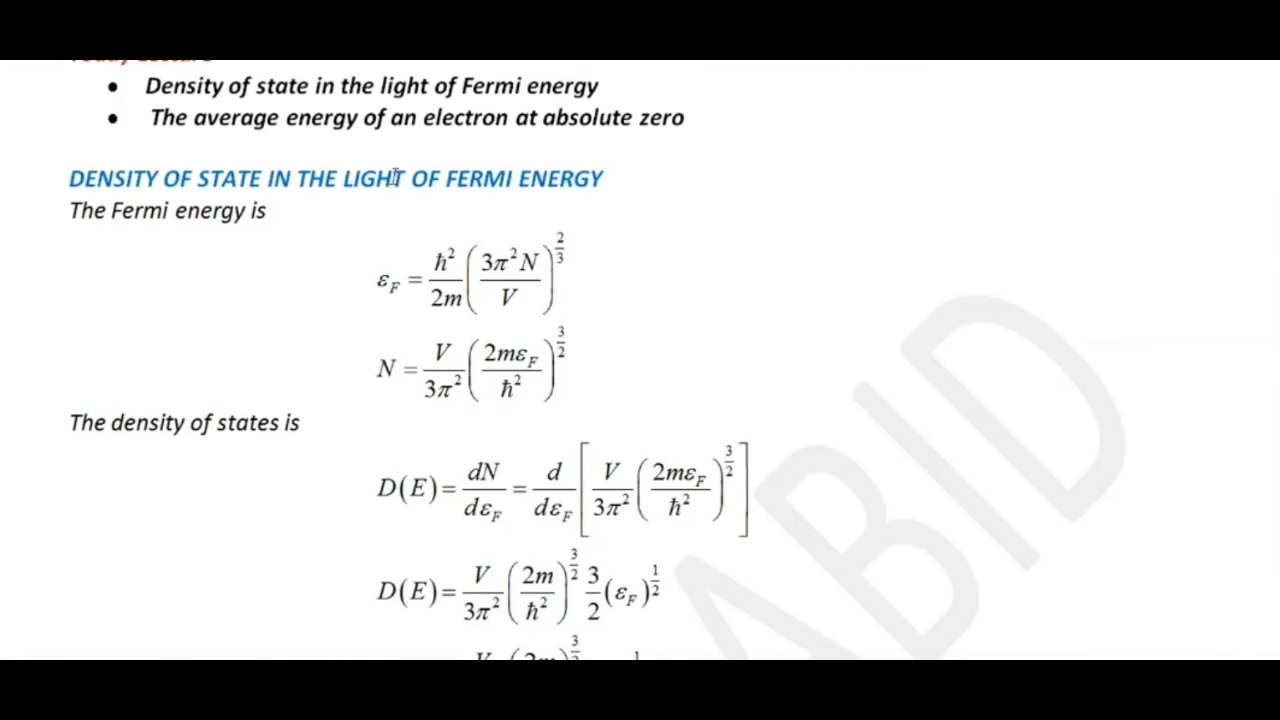 • Density of state in the light of Fermi energy
• The average energy of an electron at absolute zero
DENSITY OF STATE IN THE LIGHT OF FERMI ENERGY
The Fermi energy is
ε_F = ħ²/2m (3π²N/V)^(2/3)
N = V/3π² (2mε_F/ħ²)^(3/2)
The density of states is
D(E) = dN/dε_F = d/dε_F [V/3π² (2mε_F/ħ²)^(3/2)]
D(E) = V/3π² (2m/ħ²)^(3/2) 3/2 (ε_F)^(1/2)
ABID